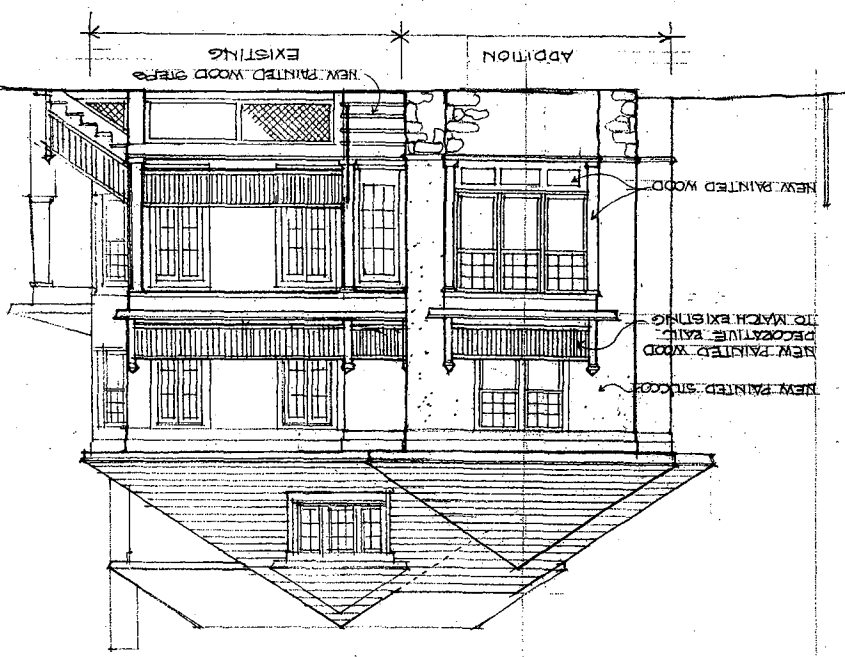 NEW PAINTED STUCCO
NEW PAINTED WOOD
DECORATIVE RAIL
TO MATCH EXISTING
NEW PAINTED WOOD
NEW PAINTED WOOD STEPS
ADDITION
EXISTING